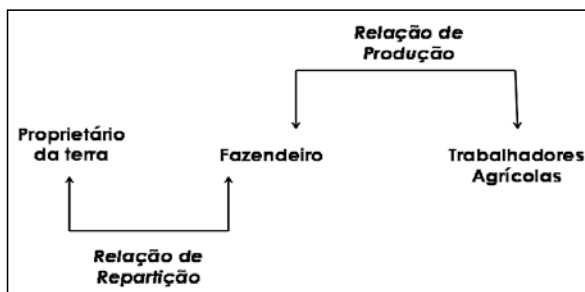 Relação de
Produção
Proprietário
da terra
Fazendeiro
Trabalhadores
Agrícolas
Relação de
Repartição